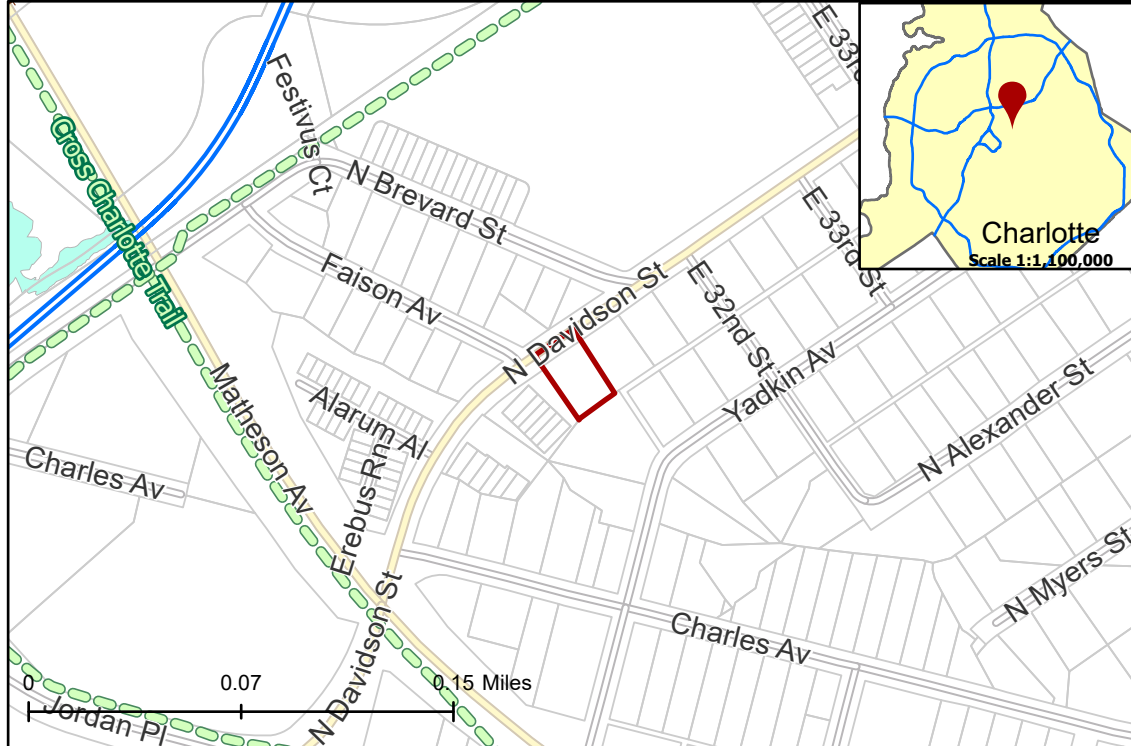 E 33rd
Festivus Ct
Cross Charlotte Trail
N Brevard St
E 33rd St
Charlotte
Scale 1:1,100,000
Faison Av
N Davidson St
E 32nd St
Yadkin Av
Matheson Av
Alarum Al
N Alexander St
Charles Av
Erebus Rn
N Myers St
N Davidson St
Charles Av
0 0.07 0.15 Miles
Jordan Pl